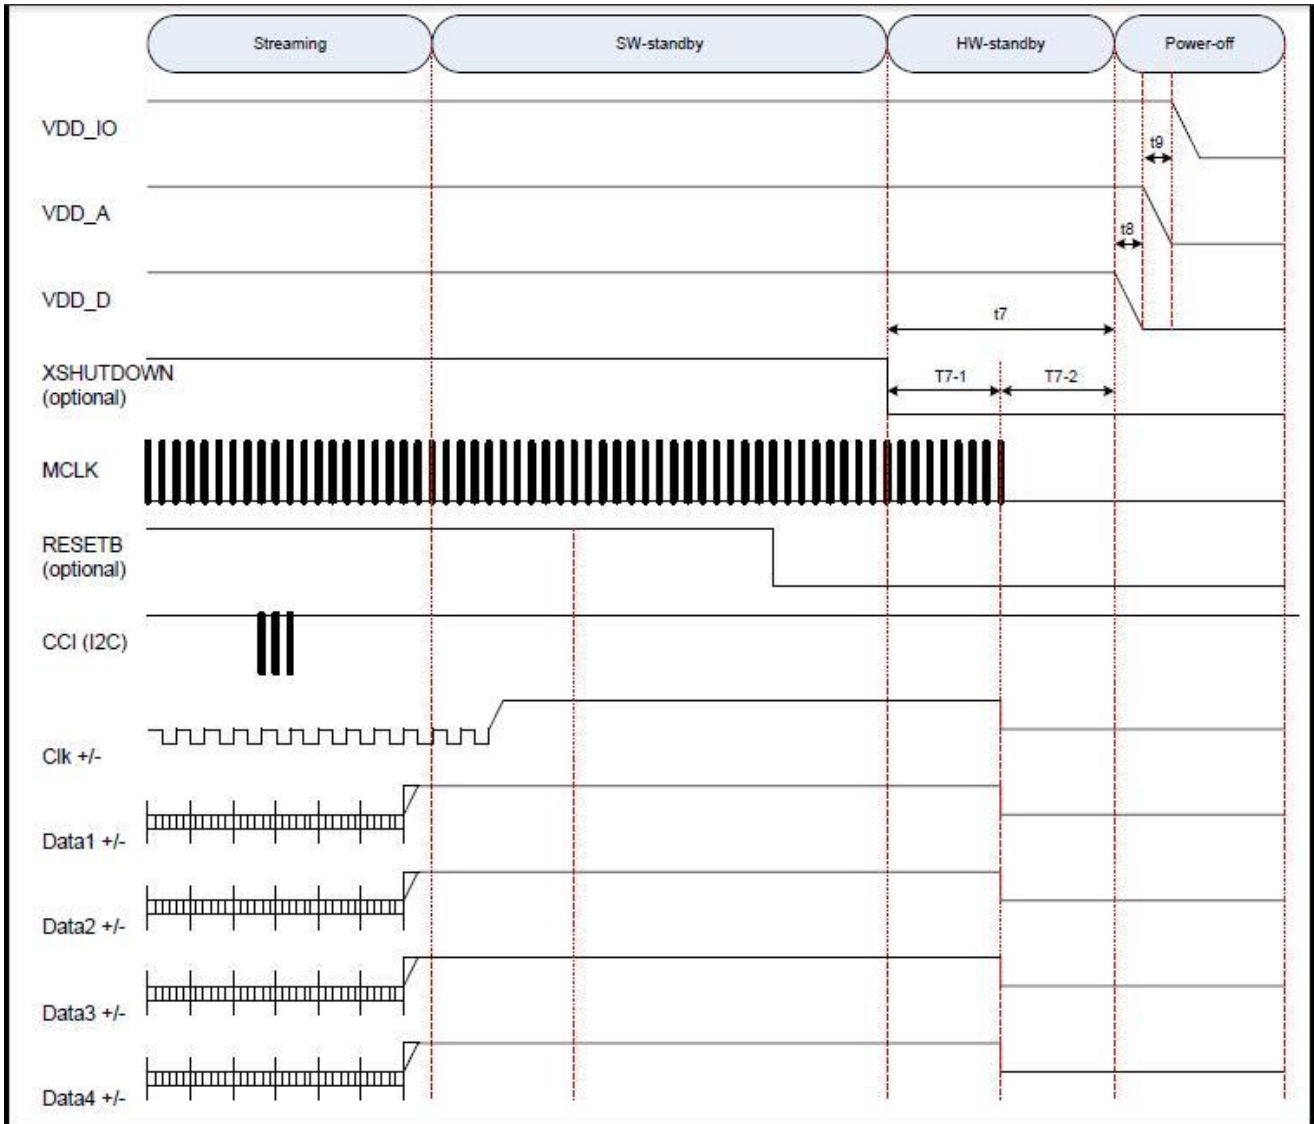 Streaming
SW-standby
HW-standby
Power-off
VDD_IO
t9
VDD_A
t8
VDD_D
t7
XSHUTDOWN
(optional)
T7-1
T7-2
MCLK
RESETB
(optional)
CCI (I2C)
Clk +/-
Data1 +/-
Data2 +/-
Data3 +/-
Data4 +/-